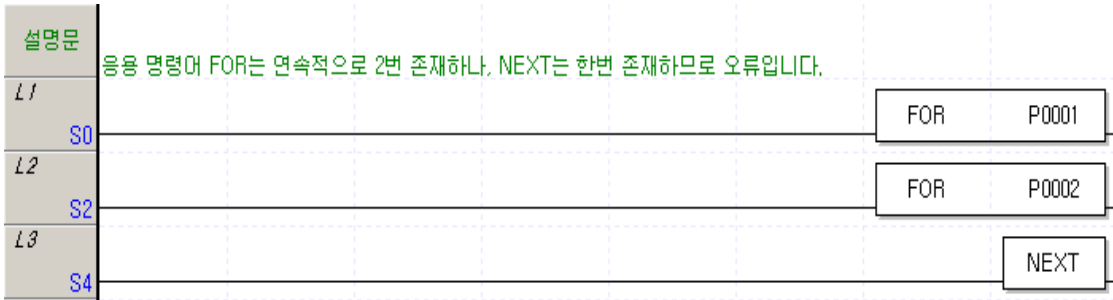 설명문
응용 명령어 FOR는 연속적으로 2번 존재하나, NEXT는 한번 존재하므로 오류입니다.
L1
FOR P0001
S0
L2
FOR P0002
S2
L3
NEXT
S4